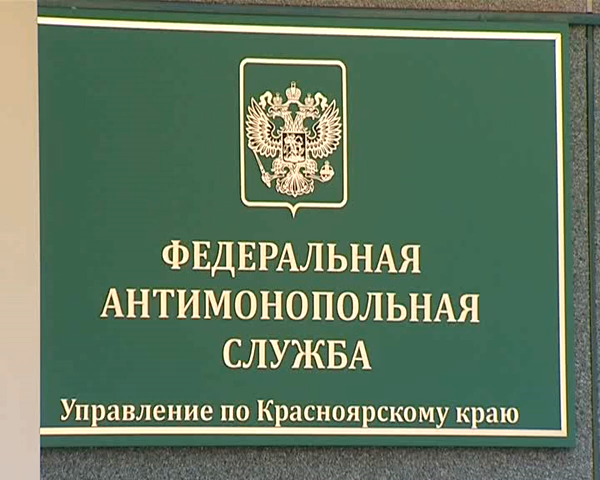 ФЕДЕРАЛЬНАЯ
АНТИМОНОПОЛЬНАЯ
СЛУЖБА
Управление по Красноярскому краю